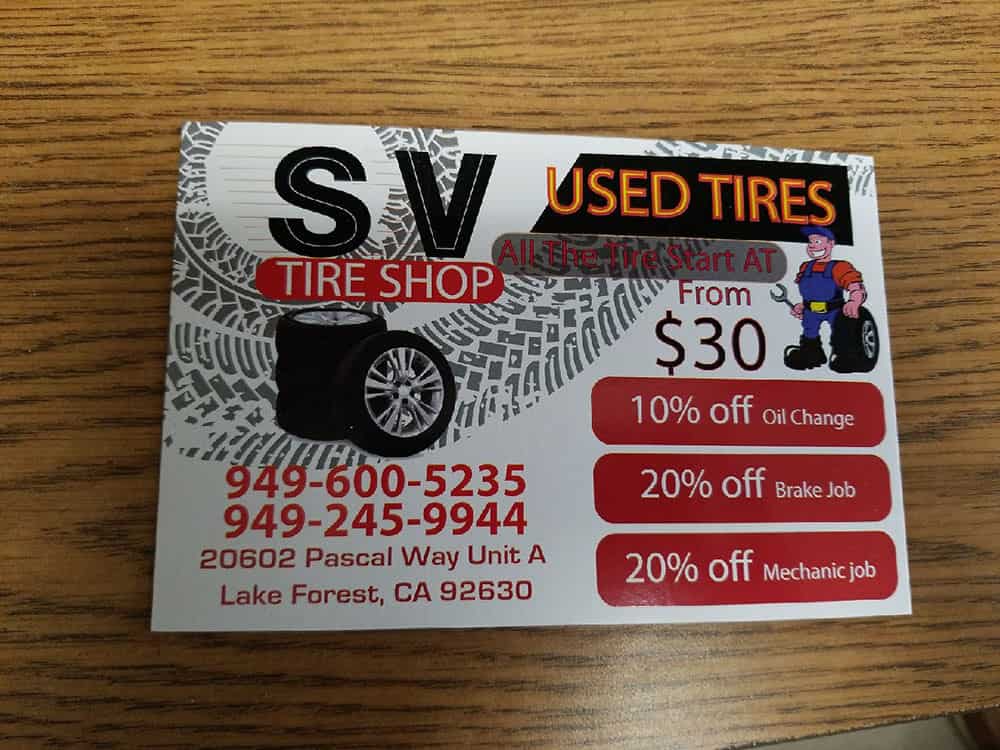 SV
TIRE SHOP
USED TIRES
All The Tire Start AT
From
$30
10% off Oil Change
20% off Brake Job
20% off Mechanic job
949-600-5235
949-245-9944
20602 Pascal Way Unit A
Lake Forest, CA 92630